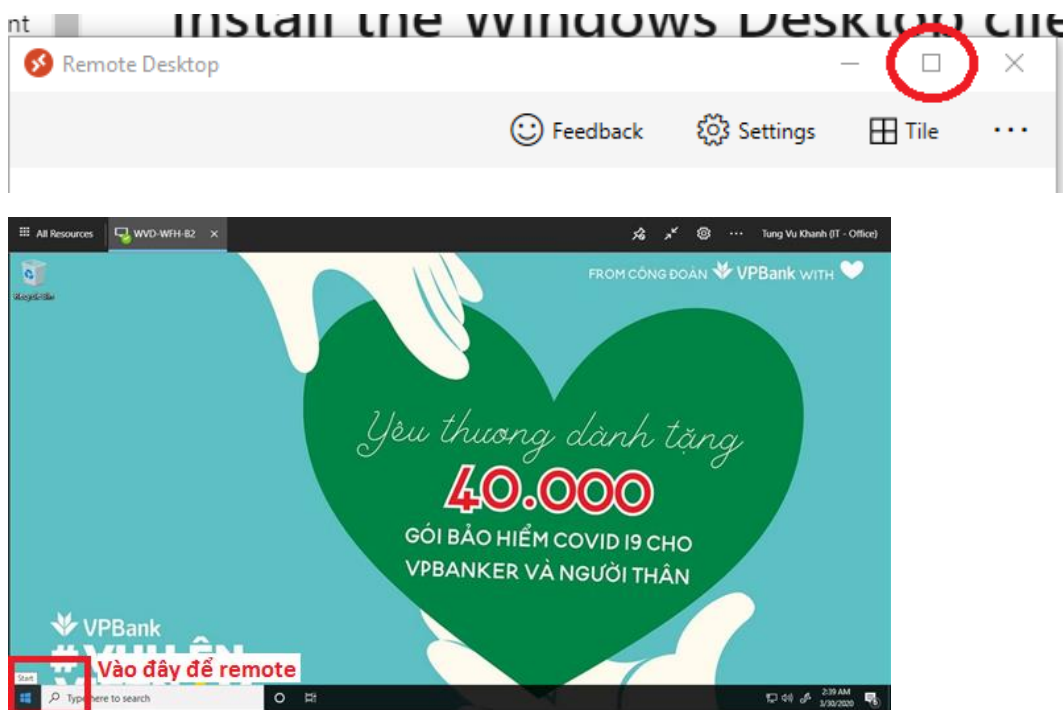 nt
Install the Windows Desktop clie
Remote Desktop
Feedback Settings Tile ...
All Resources WVD-WFH-B2 × ... Tung Vu Khanh (IT - Office)
Recycle Bin
FROM CÔNG ĐOÀN VPBank WITH
Yêu thương dành tặng
40.000
GÓI BẢO HIỂM COVID 19 CHO
VPBANKER VÀ NGƯỜI THÂN
VPBank
Vào đây để remote
Start
Type here to search
2:39 AM
3/30/2020